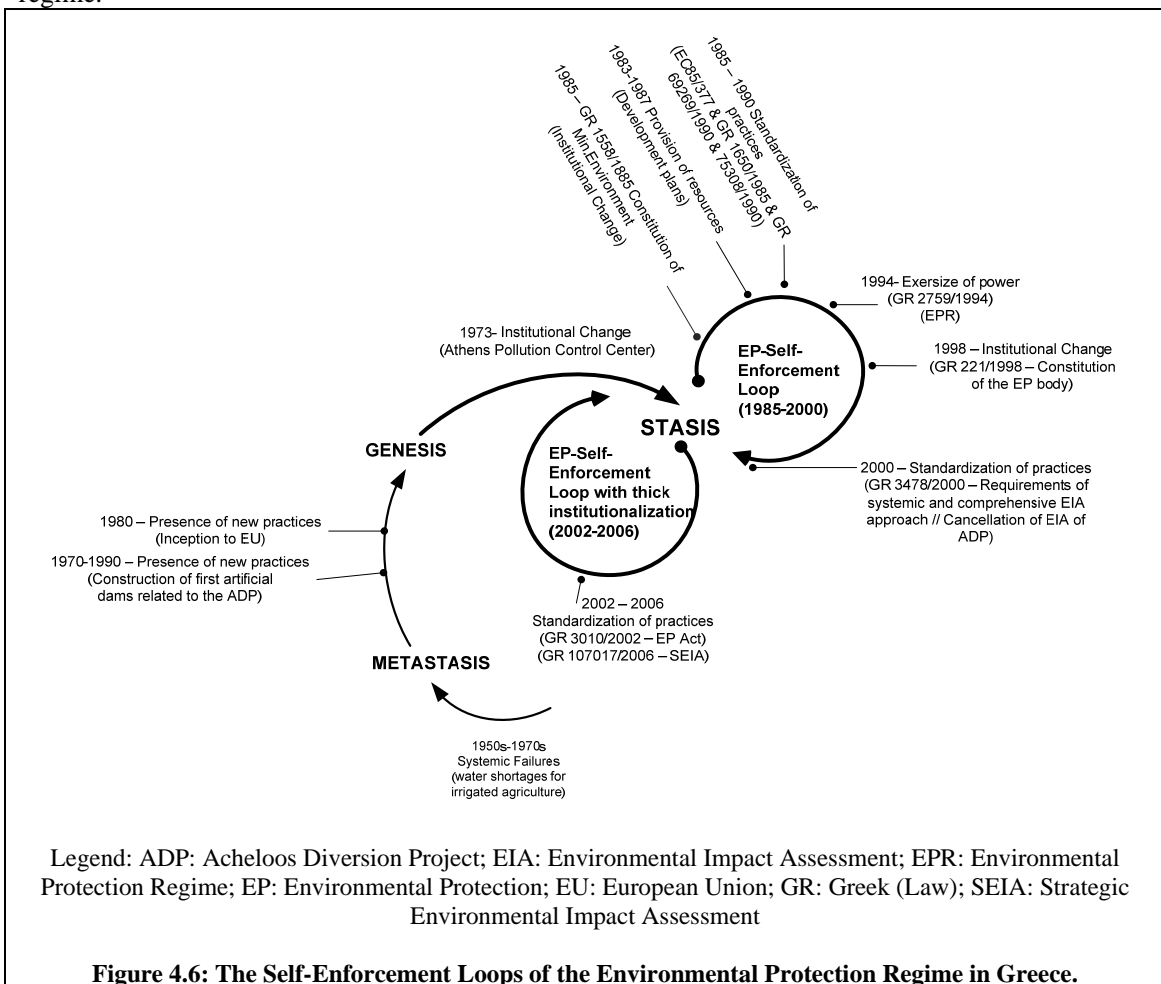 regime.
1985 – 1990 Standardization of
practices
(EC85/377 & GR 1650/1985 & GR
69269/1990 & 75308/1990)
1983-1987 Provision of resources
(Development plans)
1985 – GR 1558/1885 Constitution of
Min.Environment
(Institutional Change)
1994- Exersize of power
(GR 2759/1994)
(EPR)
1973- Institutional Change
(Athens Pollution Control Center)
EP-Self-
Enforcement
Loop
(1985-2000)
1998 – Institutional Change
(GR 221/1998 – Constitution
of the EP body)
STASIS
GENESIS
EP-Self-
Enforcement
Loop with thick
institutionalization
(2002-2006)
2000 – Standardization of practices
(GR 3478/2000 – Requirements of
systemic and comprehensive EIA
approach // Cancellation of EIA of
ADP)
1980 – Presence of new practices
(Inception to EU)
1970-1990 – Presence of new practices
(Construction of first artificial
dams related to the ADP)
2002 – 2006
Standardization of practices
(GR 3010/2002 – EP Act)
(GR 107017/2006 – SEIA)
METASTASIS
1950s-1970s
Systemic Failures
(water shortages for
irrigated agriculture)
Legend: ADP: Acheloos Diversion Project; EIA: Environmental Impact Assessment; EPR: Environmental
Protection Regime; EP: Environmental Protection; EU: European Union; GR: Greek (Law); SEIA: Strategic
Environmental Impact Assessment
Figure 4.6: The Self-Enforcement Loops of the Environmental Protection Regime in Greece.